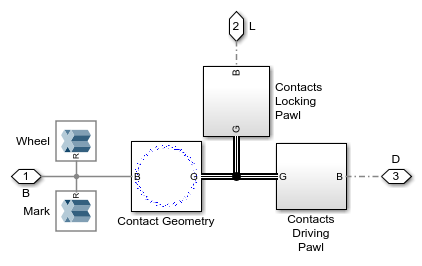 2
L
B
Contacts
Locking
Pawl
G
Wheel
R
1
B
B
G
G
B
D
3
R
Mark
Contact Geometry
Contacts
Driving
Pawl